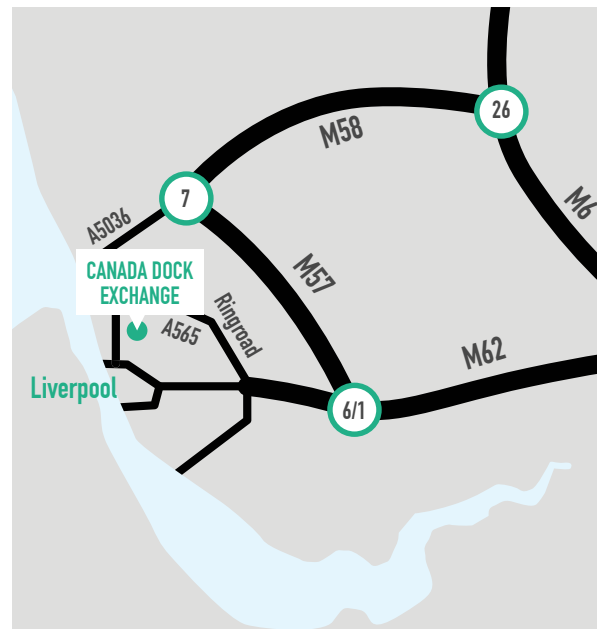 26
M58
M6
7
A5036
CANADA DOCK
EXCHANGE
M57
Ringroad
A565
M62
Liverpool
6/1